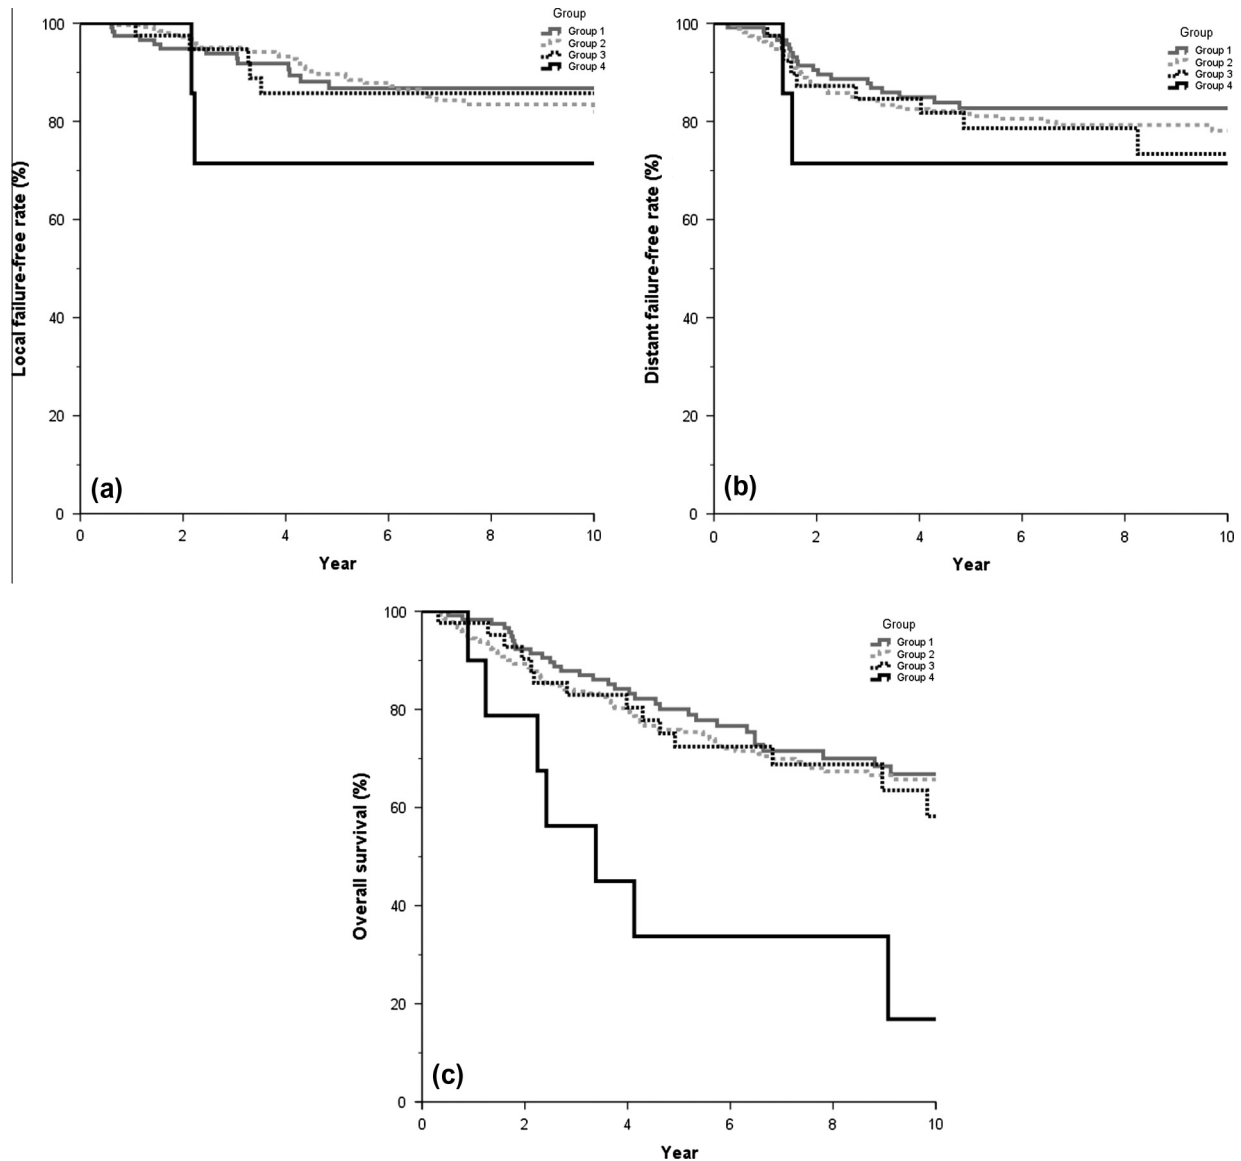 Group
Group 1
Group 2
Group 3
Group 4
100
80
60
40
20
0
Local failure-free rate (%)
(a)
0 2 4 6 8 10
Year
Group
Group 1
Group 2
Group 3
Group 4
100
80
60
40
20
0
Distant failure-free rate (%)
(b)
0 2 4 6 8 10
Year
Group
Group 1
Group 2
Group 3
Group 4
100
80
60
40
20
0
Overall survival (%)
(c)
0 2 4 6 8 10
Year